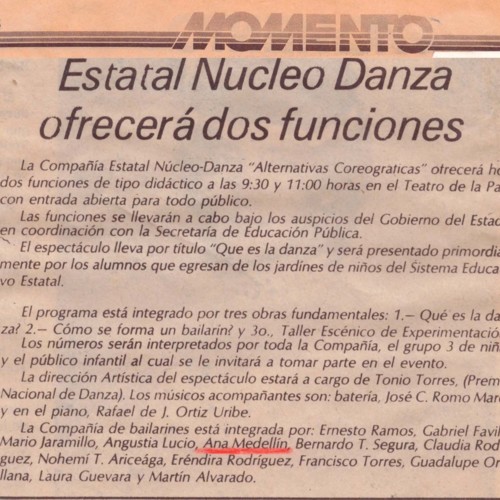 MOMENTO
Estatal Nucleo Danza
ofrecerá dos funciones
La Compañía Estatal Núcleo-Danza "Alternativas Coreograticas" ofrecerá ho
dos funciones de tipo didáctico a las 9:30 y 11:00 horas en el Teatro de la Pa
con entrada abierta para todo público.
Las funciones se llevarán a cabo bajo los auspicios del Gobierno del Estad
en coordinación con la Secretaría de Educación Pública.
El espectáculo lleva por título "Que es la danza" y será presentado primordia
mente por los alumnos que egresan de los jardines de niños del Sistema Educa
vo Estatal.
El programa está integrado por tres obras fundamentales: 1.— Qué es la da
za? 2.— Cómo se forma un bailarín? y 3o., Taller Escénico de Experimentació
Los números serán interpretados por toda la Compañía, el grupo 3 de niñ
y el público infantil al cual se le invitará a tomar parte en el evento.
La dirección Artística del espectáculo estará a cargo de Tonio Torres, (Prem
Nacional de Danza). Los músicos acompañantes son: batería, José C. Romo Mar
y en el piano, Rafael de J. Ortiz Uribe.
La Compañía de bailarines está integrada por: Ernesto Ramos, Gabriel Favil
Mario Jaramillo, Angustia Lucio, Ana Medellín, Bernardo T. Segura, Claudia Rod
guez, Nohemí T. Ariceága, Eréndira Rodríguez, Francisco Torres, Guadalupe Or
llana, Laura Guevara y Martín Alvarado.